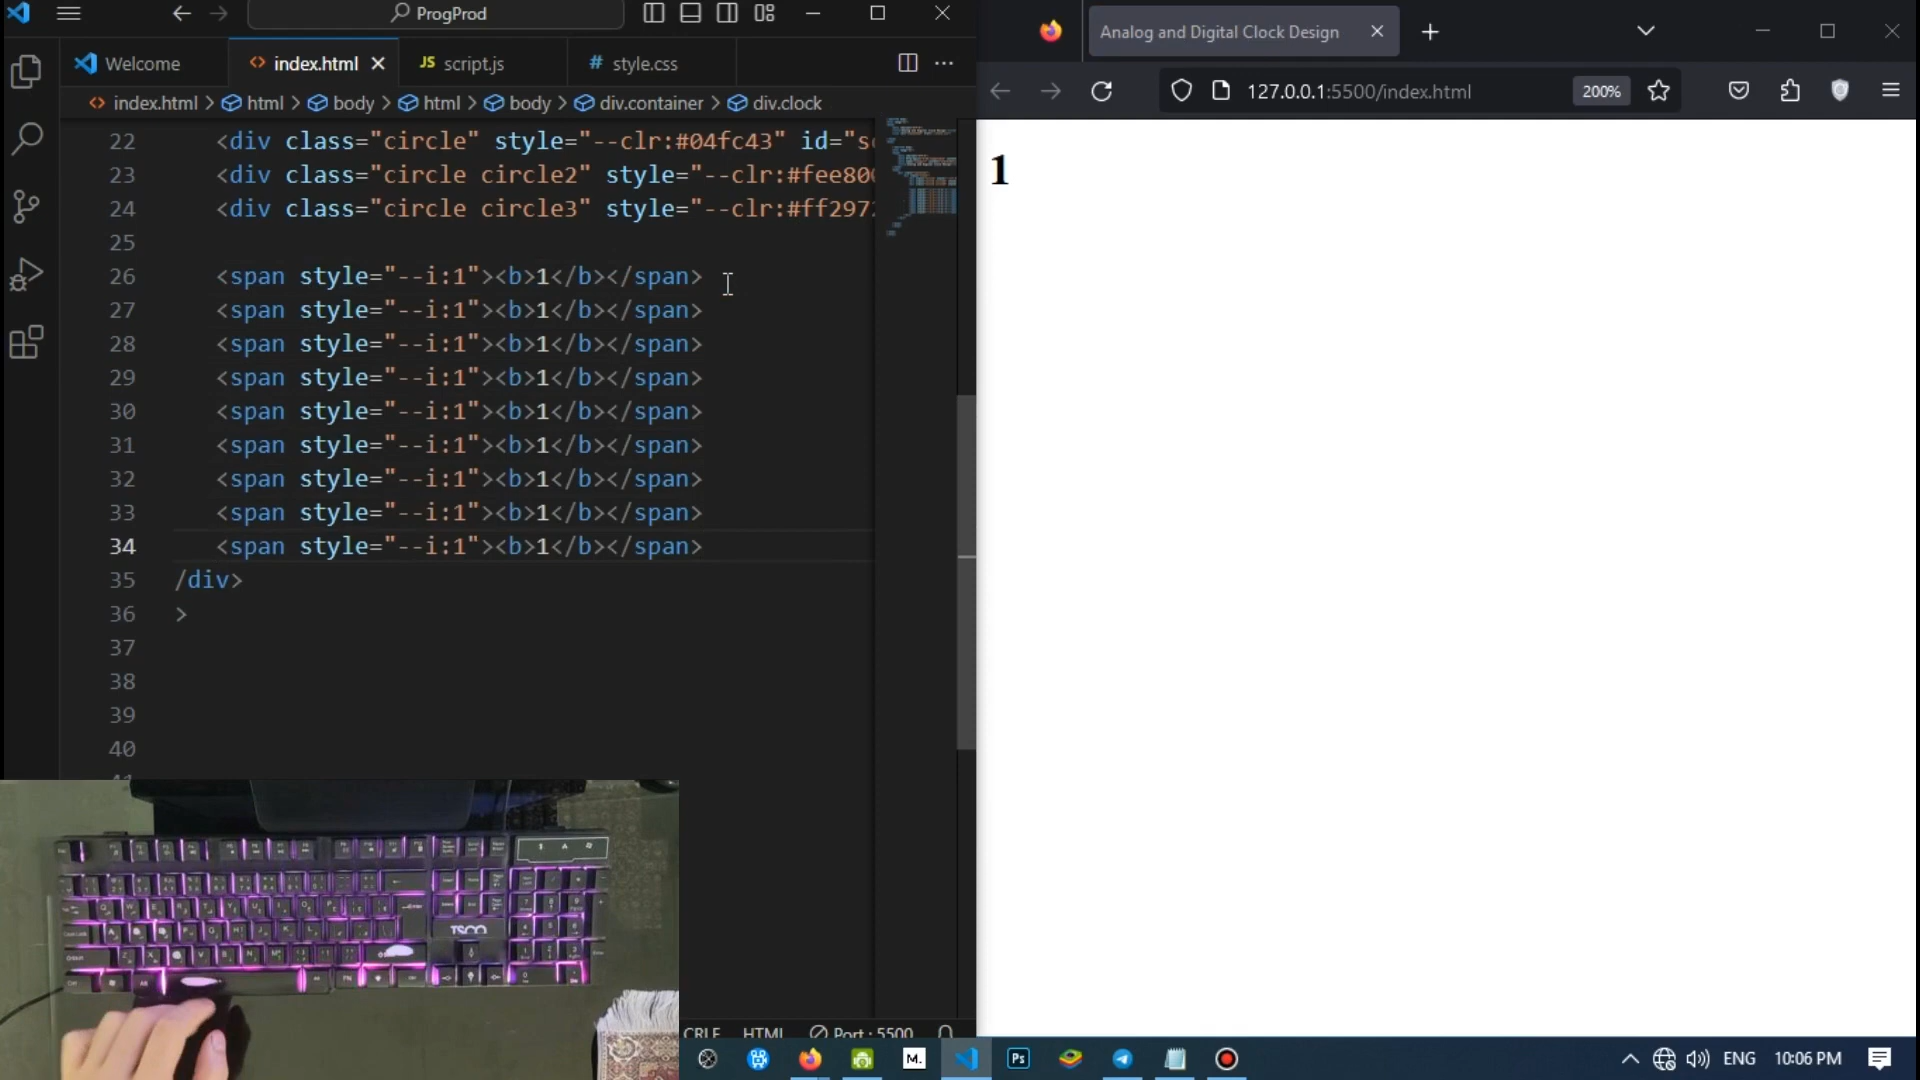 ProgProd
Welcome
index.html
JS script.js
# style.css
<> index.html > html > body > html > body > div.container > div.clock
22 <div class="circle" style="--clr:#04fc43" id="s
23 <div class="circle circle2" style="--clr:#fee80
24 <div class="circle circle3" style="--clr:#ff297
25
26 <span style="--i:1"><b>1</b></span>
27 <span style="--i:1"><b>1</b></span>
28 <span style="--i:1"><b>1</b></span>
29 <span style="--i:1"><b>1</b></span>
30 <span style="--i:1"><b>1</b></span>
31 <span style="--i:1"><b>1</b></span>
32 <span style="--i:1"><b>1</b></span>
33 <span style="--i:1"><b>1</b></span>
34 <span style="--i:1"><b>1</b></span>
35 /div>
36 >
37
38
39
40
Analog and Digital Clock Design
127.0.0.1:5500/index.html
200%
1
TSCO
CRLF HTML Port : 5500
M.
Ps
ENG 10:06 PM